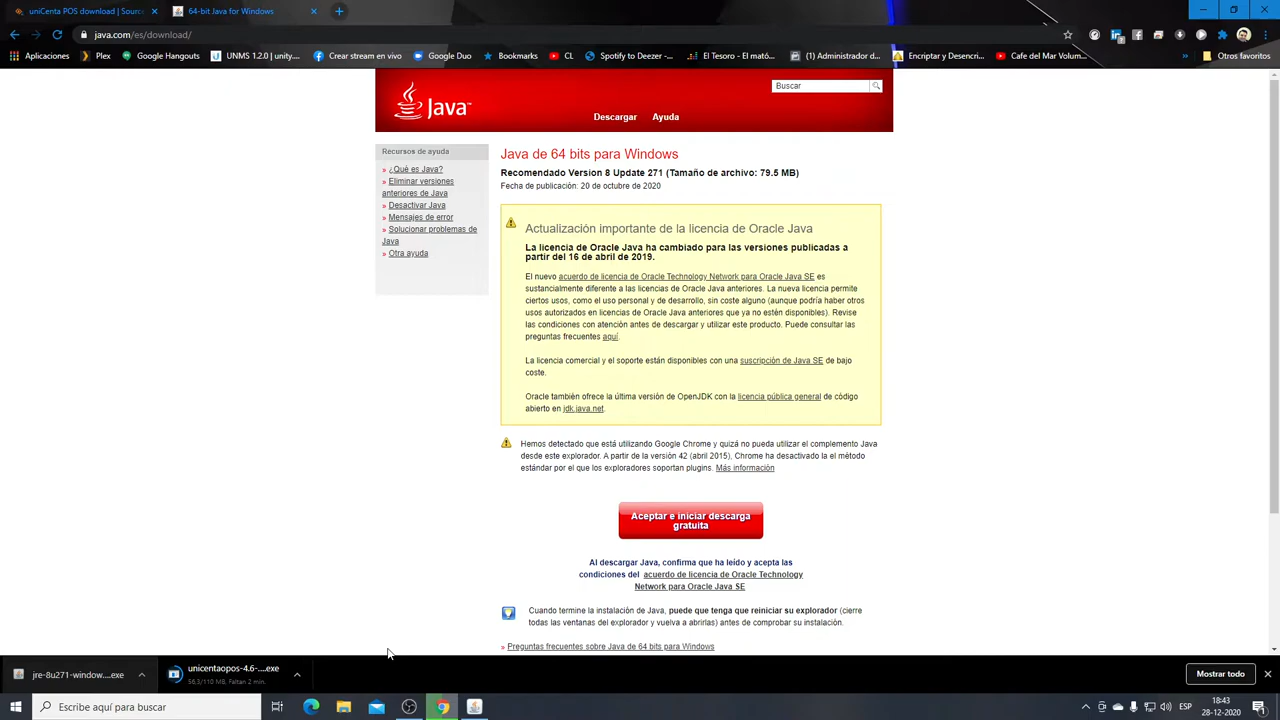 uniCenta POS download | Sourc
64-bit Java for Windows
java.com/es/download/
Aplicaciones
Google Hangouts
UNMS 1.2.0 | unity....
Crear stream en vivo
Google Duo
Bookmarks
CL
Spotify to Deezer -...
El Tesoro - El mató...
(1) Administrador d...
Encriptar y Desencri...
Cafe del Mar Volum...
Otros favoritos
Java™
Buscar
Descargar
Ayuda
Recursos de ayuda
» ¿Qué es Java?
» Eliminar versiones
anteriores de Java
» Desactivar Java
» Mensajes de error
» Solucionar problemas de
Java
» Otra ayuda
Java de 64 bits para Windows
Recomendado Version 8 Update 271 (Tamaño de archivo: 79.5 MB)
Fecha de publicación: 20 de octubre de 2020
Actualización importante de la licencia de Oracle Java
La licencia de Oracle Java ha cambiado para las versiones publicadas a
partir del 16 de abril de 2019.
El nuevo acuerdo de licencia de Oracle Technology Network para Oracle Java SE es
sustancialmente diferente a las licencias de Oracle Java anteriores. La nueva licencia permite
ciertos usos, como el uso personal y de desarrollo, sin coste alguno (aunque podría haber otros
usos autorizados en licencias de Oracle Java anteriores que ya no estén disponibles). Revise
las condiciones con atención antes de descargar y utilizar este producto. Puede consultar las
preguntas frecuentes aquí.
La licencia comercial y el soporte están disponibles con una suscripción de Java SE de bajo
coste.
Oracle también ofrece la última versión de OpenJDK con la licencia pública general de código
abierto en jdk.java.net.
Hemos detectado que está utilizando Google Chrome y quizá no pueda utilizar el complemento Java
desde este explorador. A partir de la versión 42 (abril 2015), Chrome ha desactivado la el método
estándar por el que los exploradores soportan plugins. Más información
Aceptar e iniciar descarga
gratuita
Al descargar Java, confirma que ha leído y acepta las
condiciones del acuerdo de licencia de Oracle Technology
Network para Oracle Java SE
Cuando termine la instalación de Java, puede que tenga que reiniciar su explorador (cierre
todas las ventanas del explorador y vuelva a abrirlas) antes de comprobar su instalación.
» Preguntas frecuentes sobre Java de 64 bits para Windows
jre-8u271-window....exe
unicentaopos-4.6-....exe
56,3/110 MB, Faltan 2 min.
Mostrar todo
Escribe aquí para buscar
ESP
18:43
28-12-2020